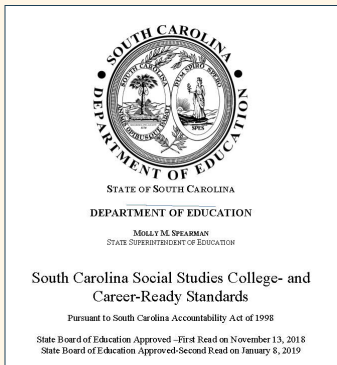 SOUTH CAROLINA
DEPARTMENT OF EDUCATION
SOUTH CAROLINA
DUM SPIRO SPERO
SPES
STATE OF SOUTH CAROLINA
DEPARTMENT OF EDUCATION
MOLLY M. SPEARMAN
STATE SUPERINTENDENT OF EDUCATION
South Carolina Social Studies College- and
Career-Ready Standards
Pursuant to South Carolina Accountability Act of 1998
State Board of Education Approved –First Read on November 13, 2018
State Board of Education Approved-Second Read on January 8, 2019